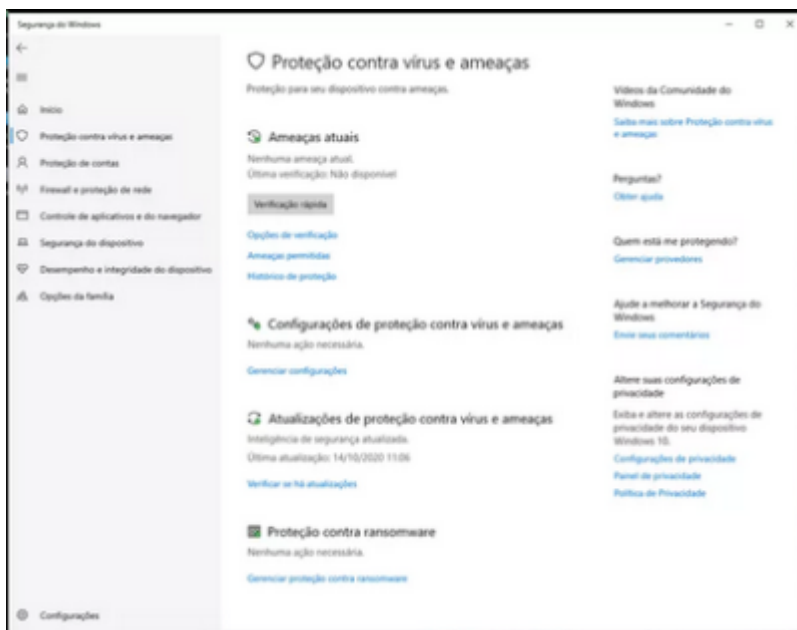 Segurança do Windows
Início
Proteção contra vírus e ameaças
Proteção de contas
Firewall e proteção de rede
Controle de aplicativos e do navegador
Segurança do dispositivo
Desempenho e integridade do dispositivo
Opções da família
Configurações
Proteção contra vírus e ameaças
Proteção para seu dispositivo contra ameaças.
Ameaças atuais
Nenhuma ameaça atual.
Última verificação: Não disponível
Verificação rápida
Opções de verificação
Ameaças permitidas
Histórico de proteção
Configurações de proteção contra vírus e ameaças
Nenhuma ação necessária.
Gerenciar configurações
Atualizações de proteção contra vírus e ameaças
Inteligência de segurança atualizada.
Última atualização: 14/10/2020 11:06
Verificar se há atualizações
Proteção contra ransomware
Nenhuma ação necessária.
Gerenciar proteção contra ransomware
Vídeos da Comunidade do
Windows
Saiba mais sobre Proteção contra vírus
e ameaças
Perguntas?
Obter ajuda
Quem está me protegendo?
Gerenciar provedores
Ajude a melhorar a Segurança do
Windows
Envie seus comentários
Altere suas configurações de
privacidade
Exiba e altere as configurações de
privacidade do seu dispositivo
Windows 10.
Configurações de privacidade
Painel de privacidade
Política de Privacidade